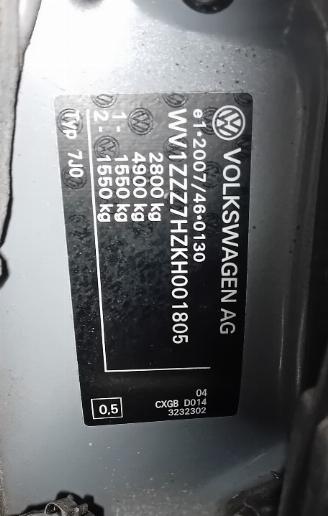 VOLKSWAGEN AG
e1*2007/46*0130
WV1ZZZ7HZKH001805
2800 kg
4900 kg
1- 1550 kg
2- 1550 kg
TYP 7J0
04
CXGB D014
3232302
0,5